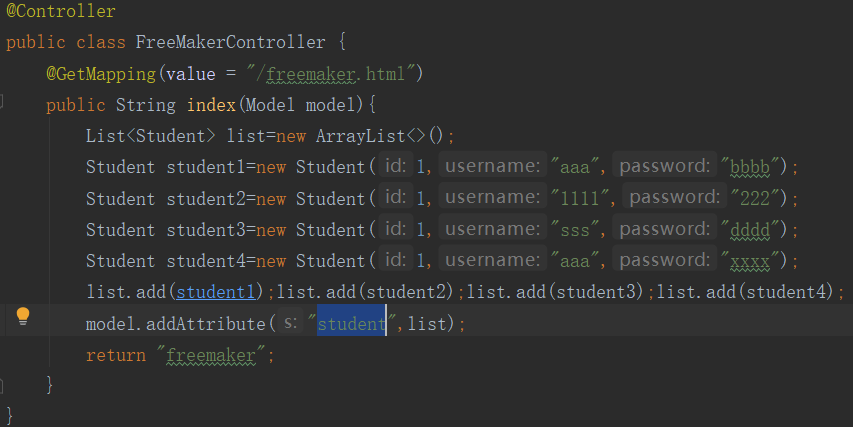 @Controller
public class FreeMakerController {
@GetMapping(value = "/freemaker.html")
public String index(Model model){
List<Student> list=new ArrayList<>();
Student student1=new Student( id: 1, username: "aaa", password: "bbbb");
Student student2=new Student( id: 1, username: "1111", password: "222");
Student student3=new Student( id: 1, username: "sss", password: "dddd");
Student student4=new Student( id: 1, username: "aaa", password: "xxxx");
list.add(student1);list.add(student2);list.add(student3);list.add(student4);
model.addAttribute( s: "student",list);
return "freemaker";
}
}